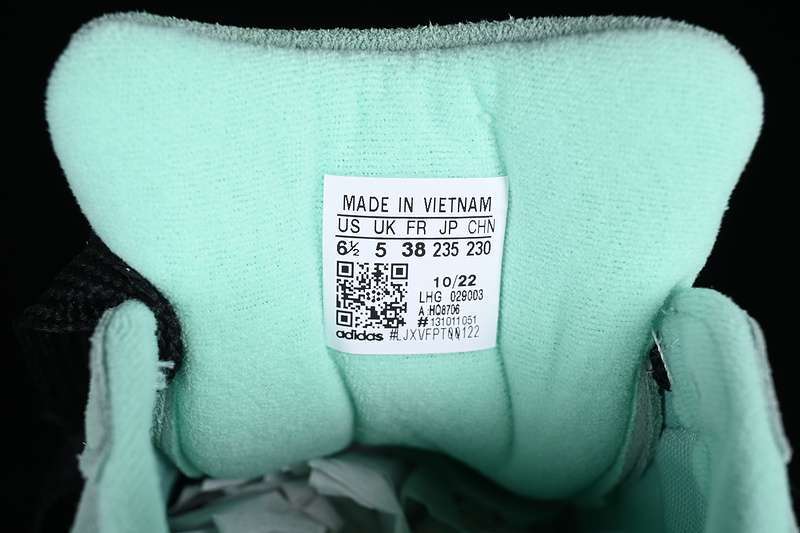 MADE IN VIETNAM
US UK FR JP CHN
6½ 5 38 235 230
10/22
LHG 029003
A HQ8706
#131011051
adidas #LJXVFPT00122